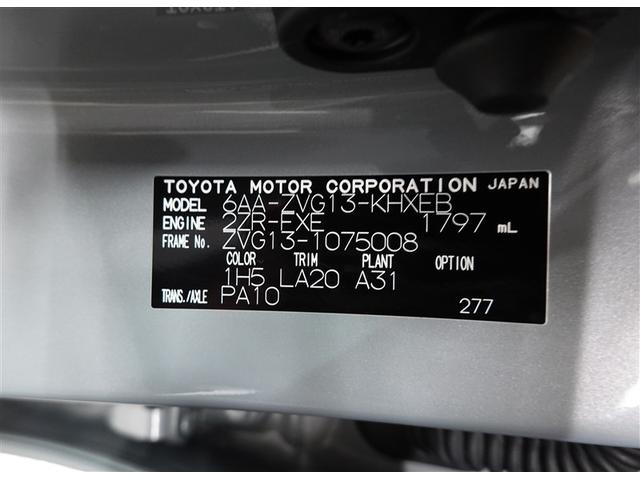 TOYOTA MOTOR CORPORATION JAPAN
MODEL 6AA-ZVG13-KHXEB
ENGINE 2ZR-EXE 1797 mL
FRAME No. ZVG13-1075008
COLOR TRIM PLANT OPTION
1H5 LA20 A31
TRANS./AXLE PA10
277